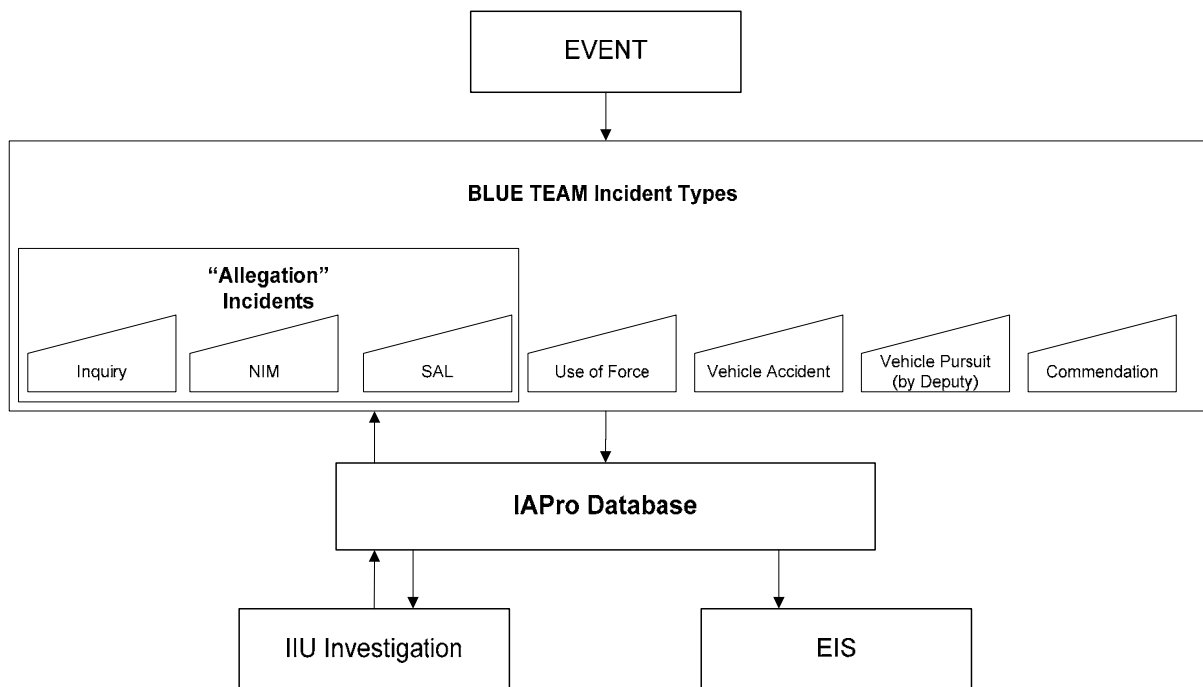 EVENT
BLUE TEAM Incident Types
“Allegation”
Incidents
Inquiry
NIM
SAL
Use of Force
Vehicle Accident
Vehicle Pursuit
(by Deputy)
Commendation
IAPro Database
IIU Investigation
EIS